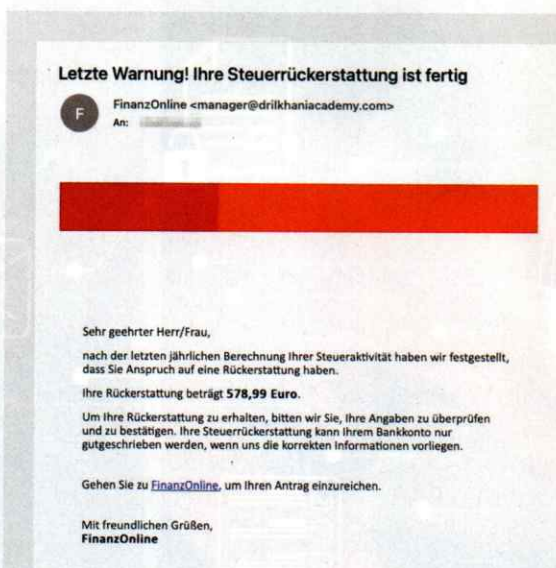 Letzte Warnung! Ihre Steuerrückerstattung ist fertig
F
FinanzOnline <manager@drilkhaniacademy.com>
An:
Sehr geehrter Herr/Frau,
nach der letzten jährlichen Berechnung Ihrer Steueraktivität haben wir festgestellt,
dass Sie Anspruch auf eine Rückerstattung haben.
Ihre Rückerstattung beträgt 578,99 Euro.
Um Ihre Rückerstattung zu erhalten, bitten wir Sie, Ihre Angaben zu überprüfen
und zu bestätigen. Ihre Steuerrückerstattung kann Ihrem Bankkonto nur
gutgeschrieben werden, wenn uns die korrekten Informationen vorliegen.
Gehen Sie zu FinanzOnline, um Ihren Antrag einzureichen.
Mit freundlichen Grüßen,
FinanzOnline